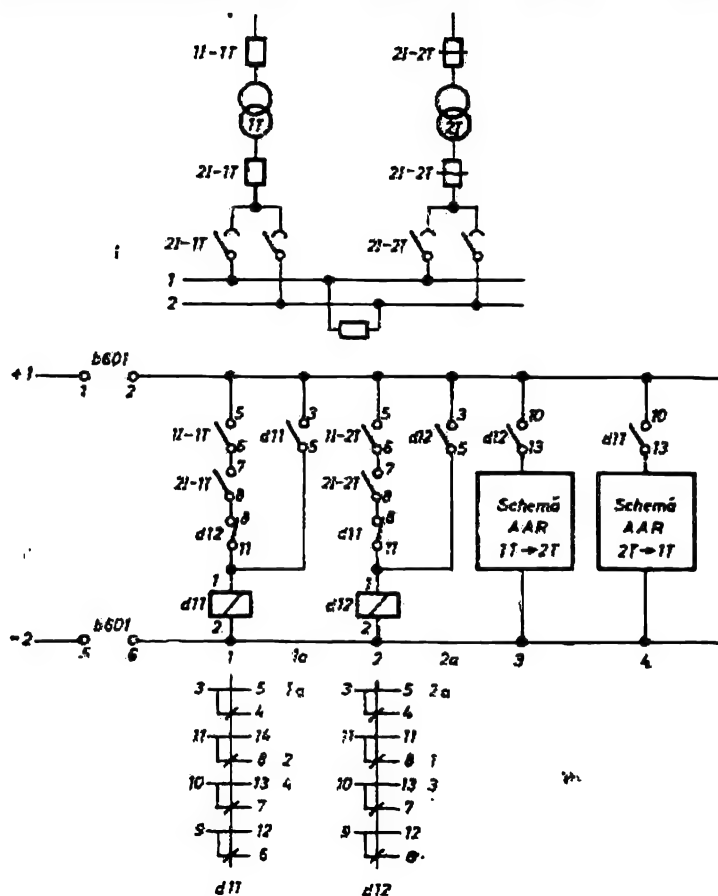 1I-1T 2I-2T
1T 2T
2I-1T 2I-2T
2I-1T 2I-2T
1
2
+1 b601
1 2
5 3 5 3 10 10
1I-1T 6 d11 5 1I-2T 6 d12 5 d12 13 d11 13
7 7
2I-1T 8 2I-2T 8
8 8
d12 11 d11 11
Schemă AAR 1T→2T
Schemă AAR 2T→1T
1 1
d11 d12
2 2
-2 b601
5 6 1 1a 2 2a 3 4
3 5 1a 3 5 2a
4 4
11 14 11 11
8 2 8 1
10 13 4 10 13 3
7 7
9 12 9 12
6
d11 d12